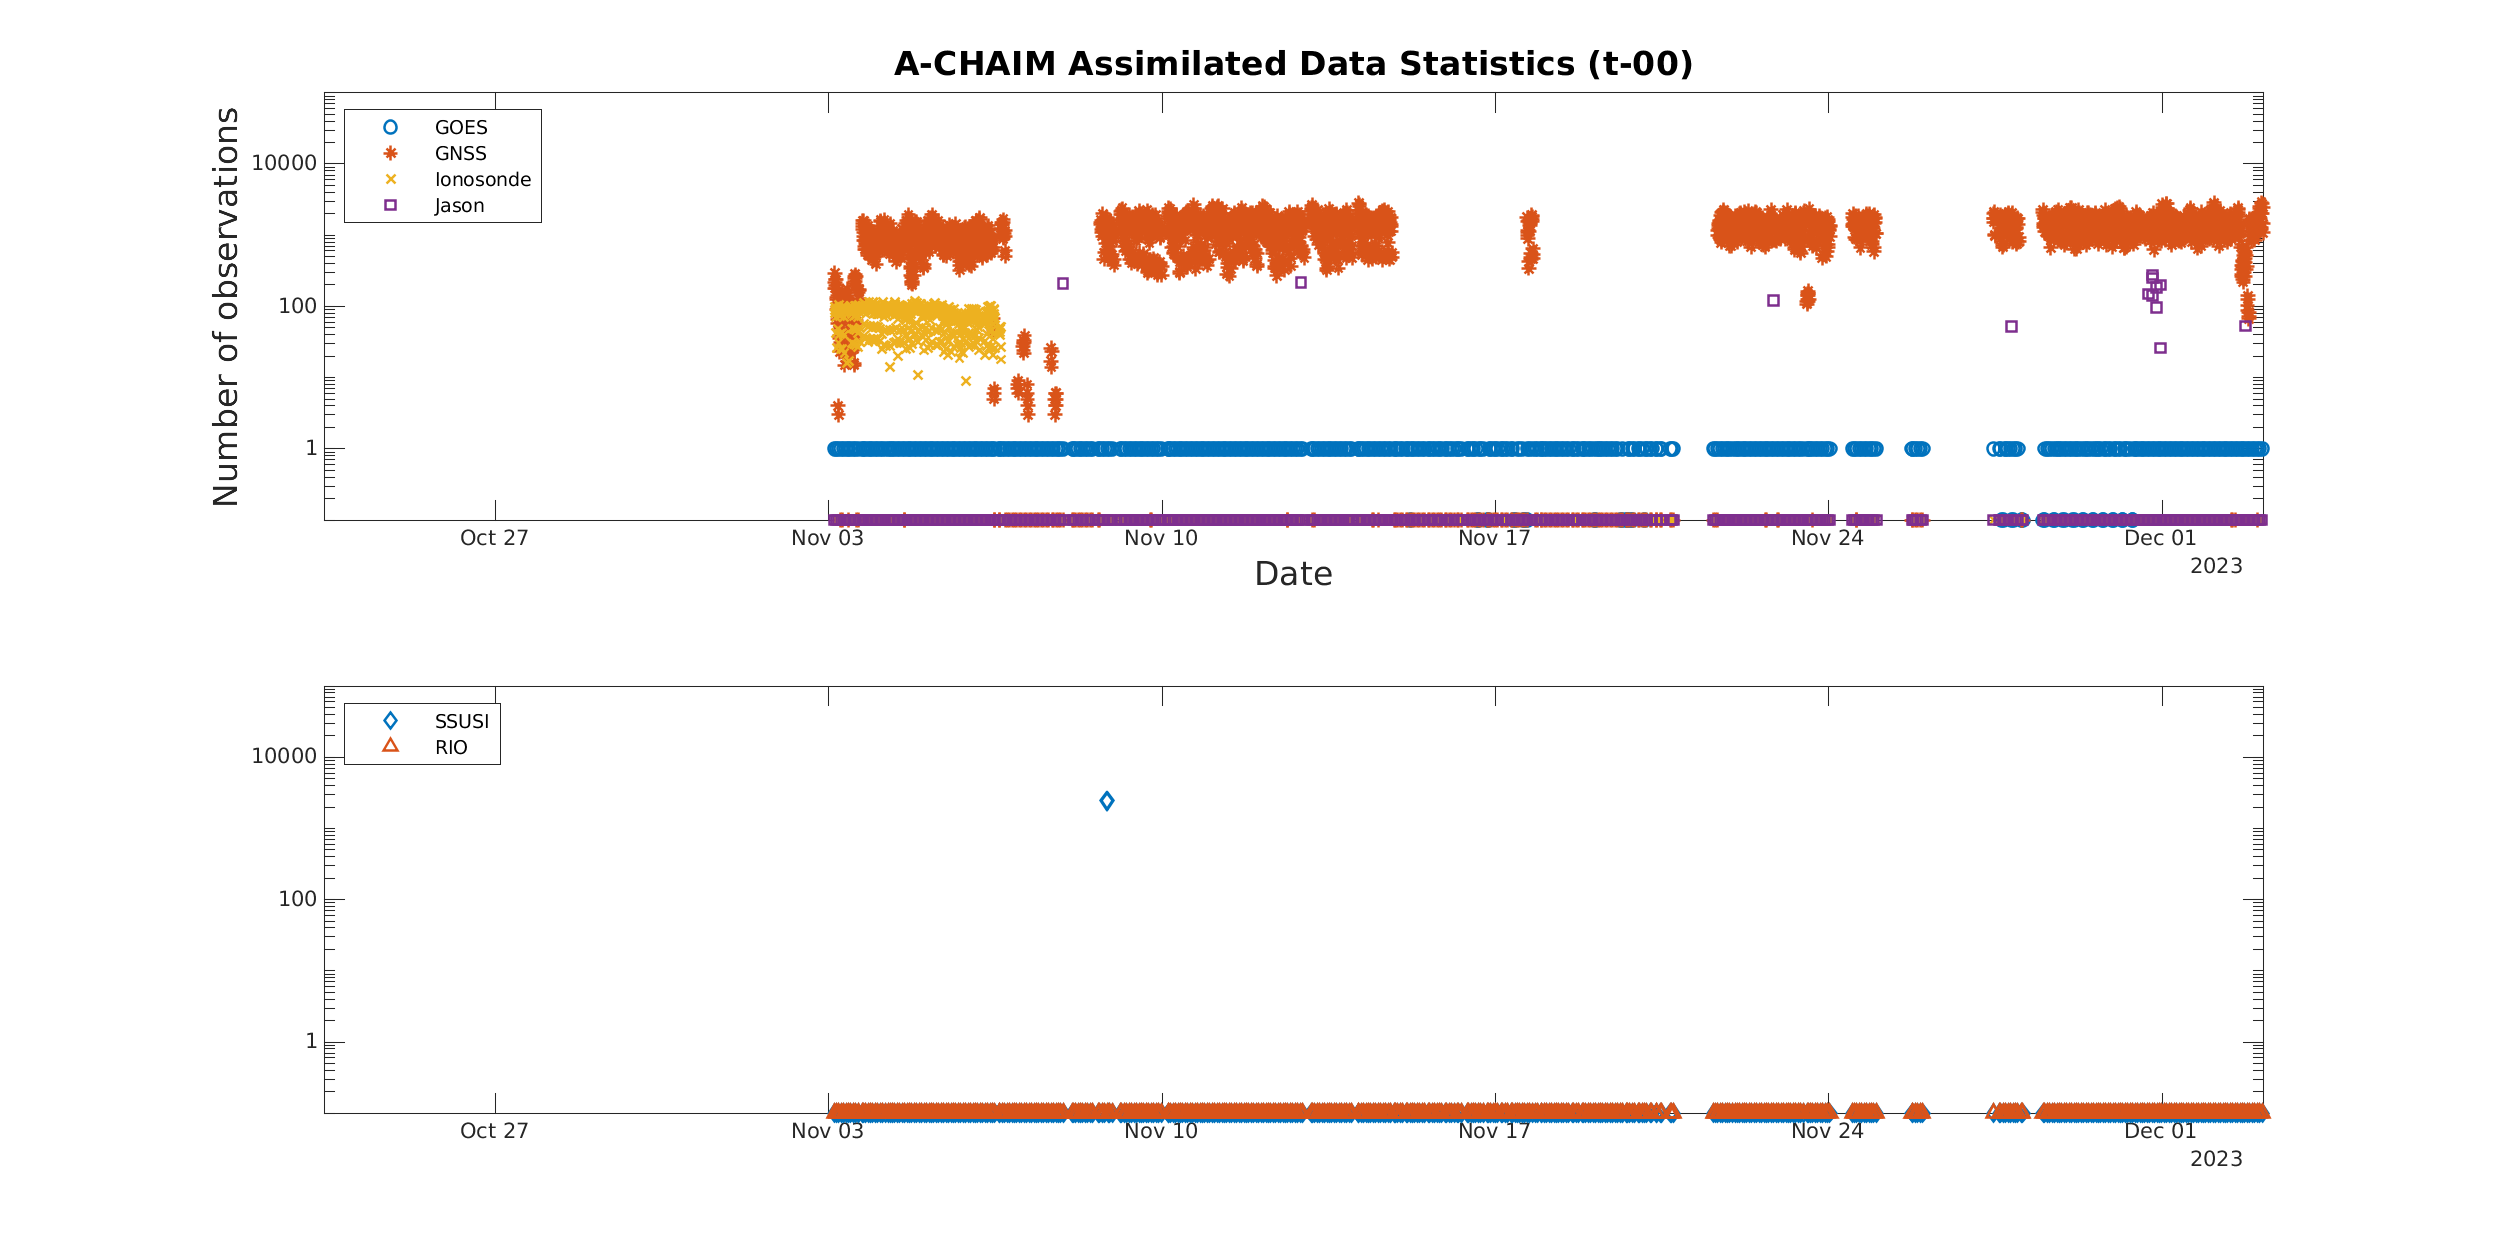 A-CHAIM Assimilated Data Statistics (t-00)
Number of observations
GOES
GNSS
Ionosonde
Jason
10000
100
1
Oct 27
Nov 03
Nov 10
Nov 17
Nov 24
Dec 01
Date
2023
SSUSI
RIO
10000
100
1
Oct 27
Nov 03
Nov 10
Nov 17
Nov 24
Dec 01
2023